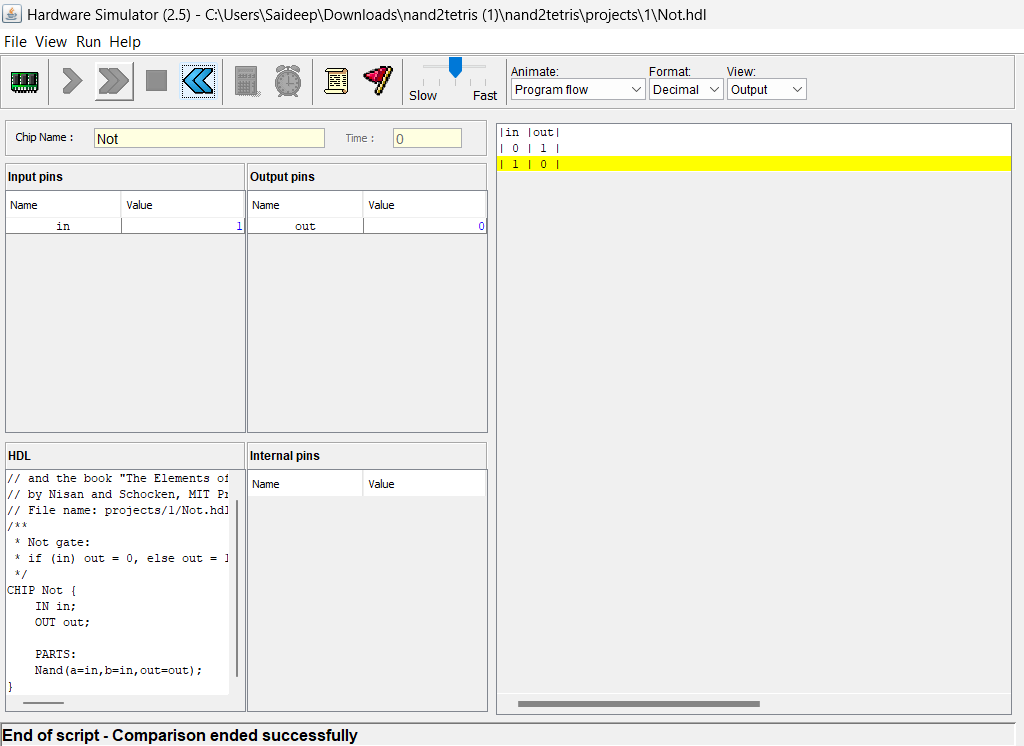 Hardware Simulator (2.5) - C:\Users\Saideep\Downloads\nand2tetris (1)\nand2tetris\projects\1\Not.hdl
File View Run Help
Slow Fast
Animate: Format: View:
Program flow Decimal Output
Chip Name : Not Time : 0
Input pins
Name Value
in 1
Output pins
Name Value
out 0
|in |out|
| 0 | 1 |
| 1 | 0 |
HDL
// and the book "The Elements of
// by Nisan and Schocken, MIT Pr
// File name: projects/1/Not.hdl
/**
* Not gate:
* if (in) out = 0, else out = 1
*/
CHIP Not {
IN in;
OUT out;
PARTS:
Nand(a=in,b=in,out=out);
}
Internal pins
Name Value
End of script - Comparison ended successfully